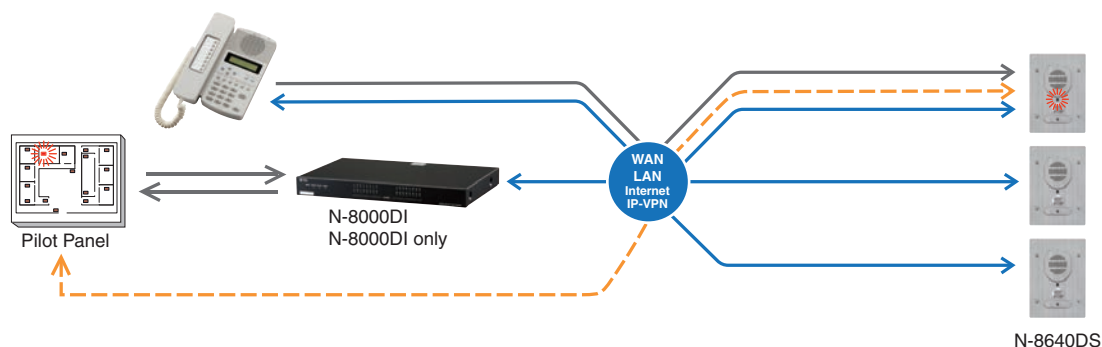 WAN
LAN
Internet
IP-VPN
N-8000DI
N-8000DI only
Pilot Panel
N-8640DS